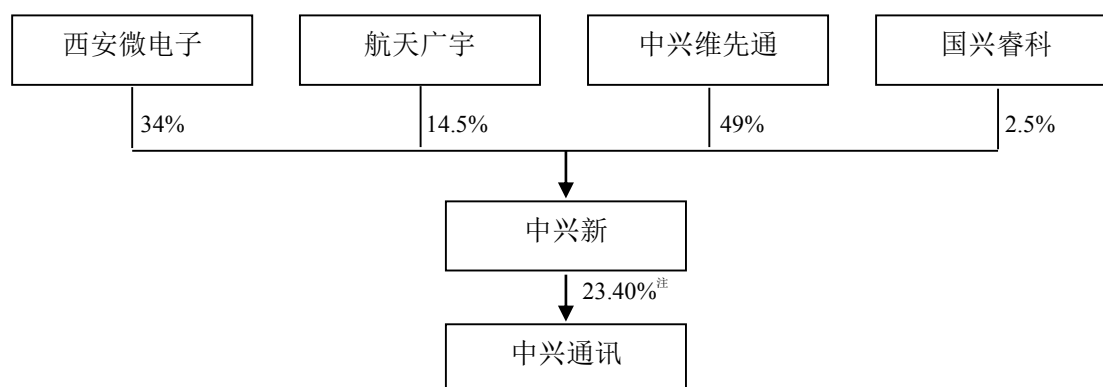 西安微电子
航天广宇
中兴维先通
国兴睿科
34%
14.5%
49%
2.5%
中兴新
23.40%注
中兴通讯